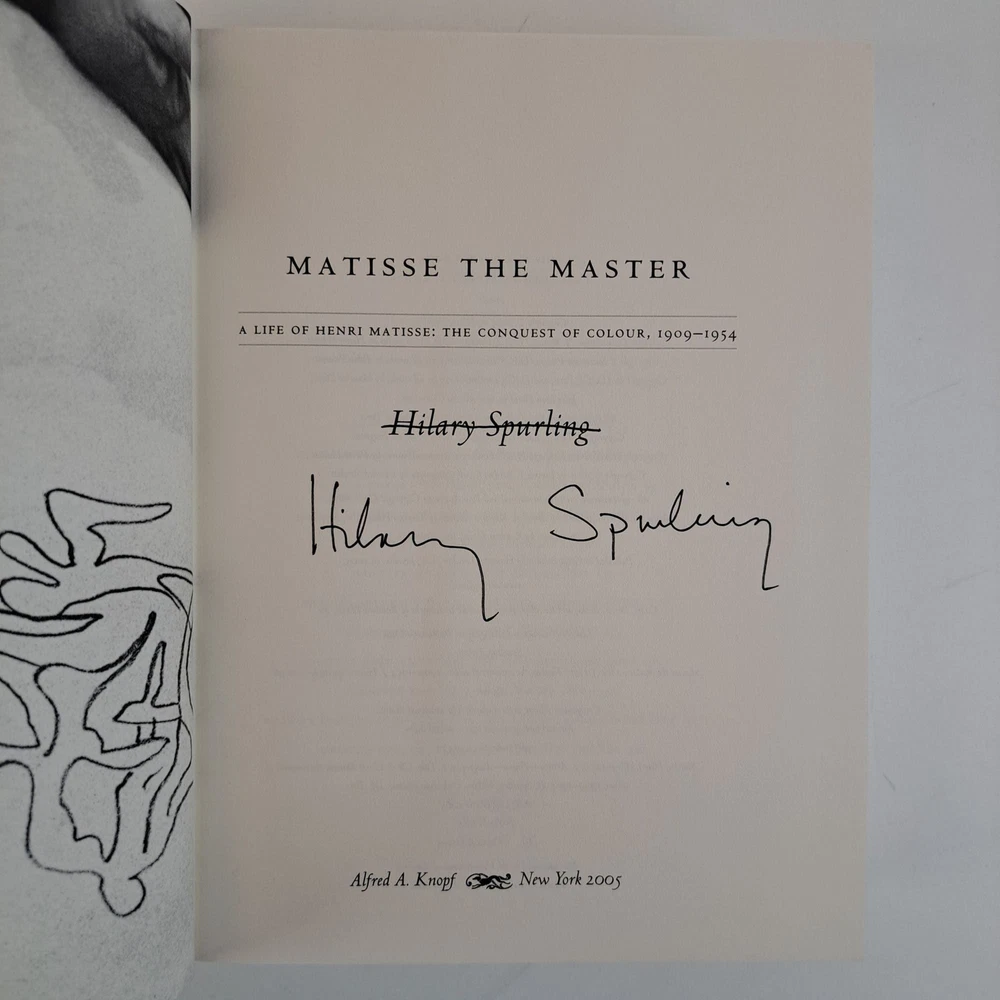 MATISSE THE MASTER
A LIFE OF HENRI MATISSE: THE CONQUEST OF COLOUR, 1909–1954
Hilary Spurling
Hilary Spurling
Alfred A. Knopf New York 2005